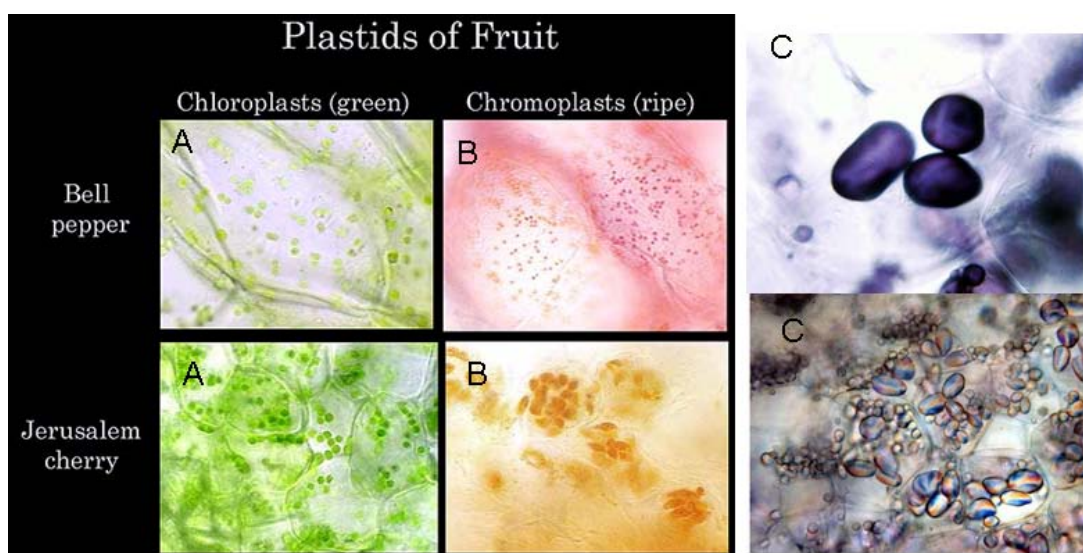 Plastids of Fruit
Chloroplasts (green)
Chromoplasts (ripe)
C
A
B
Bell
pepper
C
A
B
Jerusalem
cherry